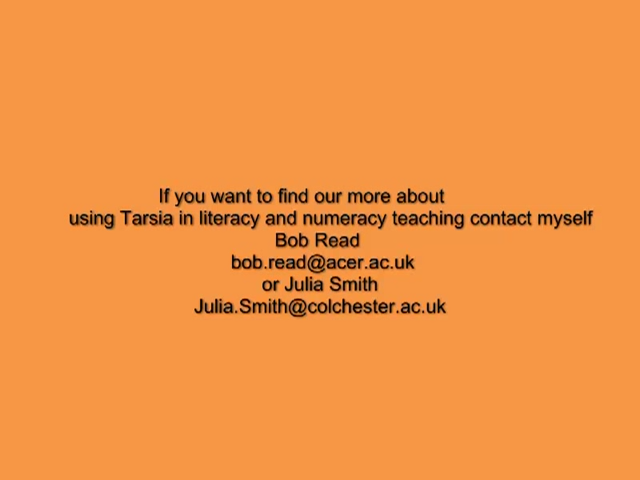 If you want to find our more about
using Tarsia in literacy and numeracy teaching contact myself
Bob Read
bob.read@acer.ac.uk
or Julia Smith
Julia.Smith@colchester.ac.uk